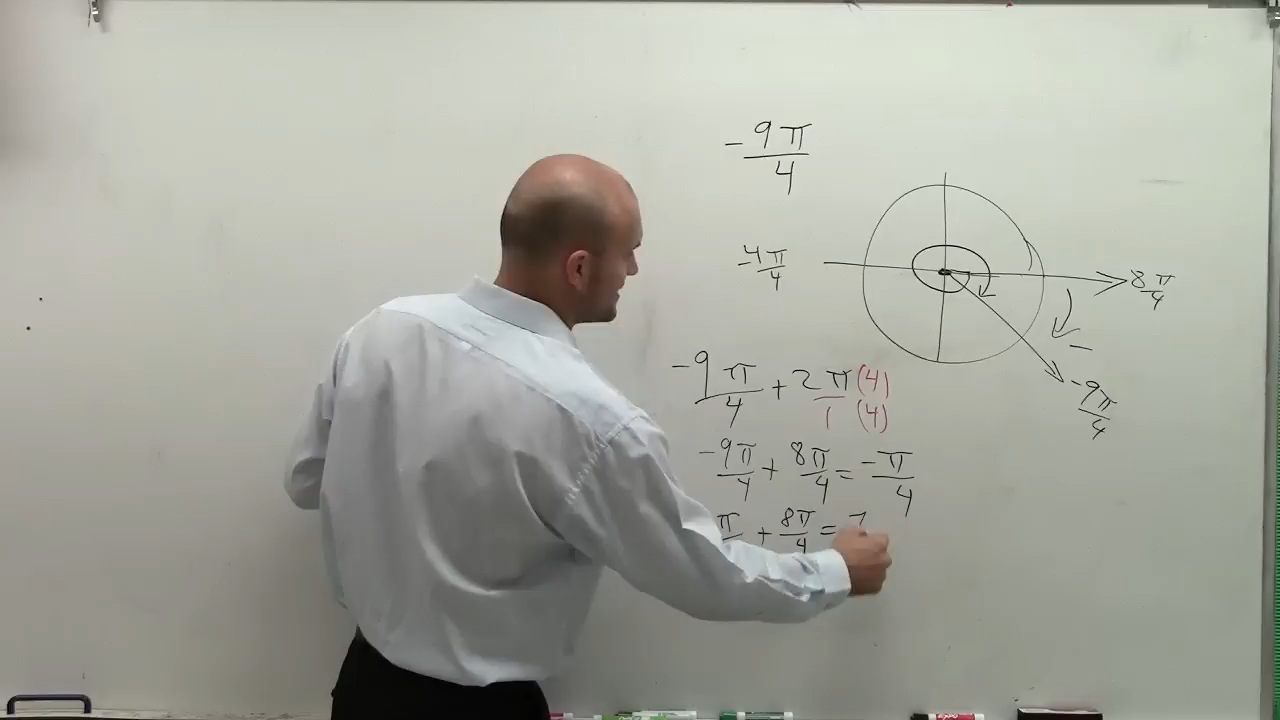 -9π/4
-4π/4
8π/4
-
-9π/4
-9π/4 + 2π(4)/1(4)
-9π/4 + 8π/4 = -π/4
π + 8π/4 = 7
EXPO